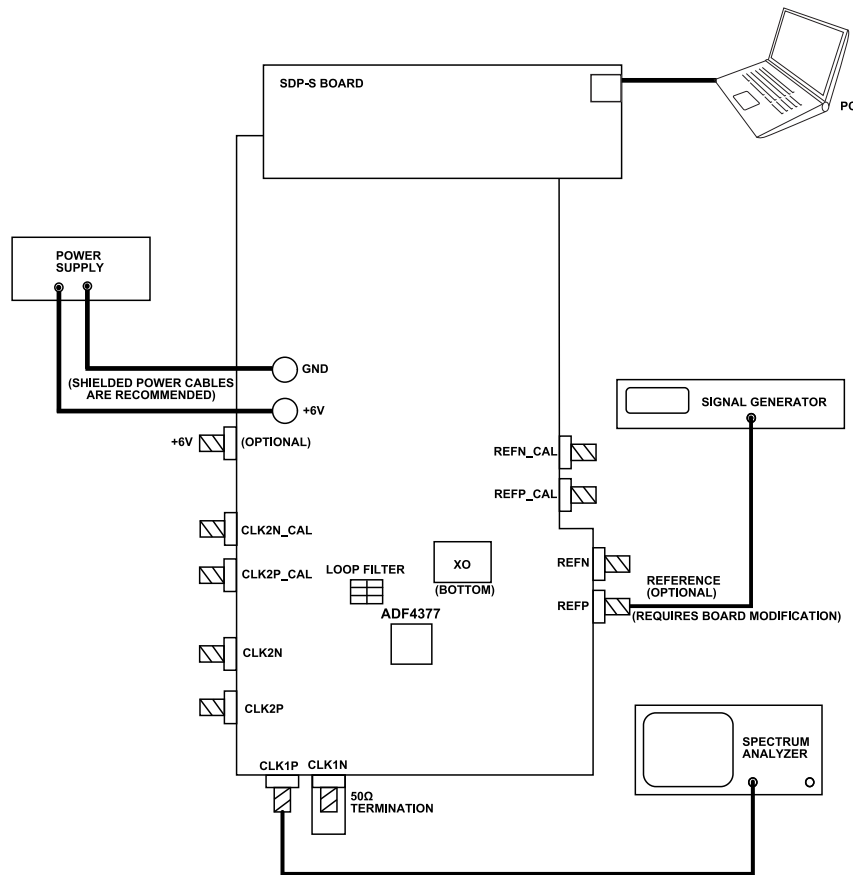 SDP-S BOARD
PC
POWER
SUPPLY
GND
(SHIELDED POWER CABLES
ARE RECOMMENDED)
+6V
+6V
(OPTIONAL)
SIGNAL GENERATOR
REFN_CAL
REFP_CAL
CLK2N_CAL
CLK2P_CAL
LOOP FILTER
XO
(BOTTOM)
REFN
REFERENCE
(OPTIONAL)
REFP
(REQUIRES BOARD MODIFICATION)
ADF4377
CLK2N
CLK2P
SPECTRUM
ANALYZER
CLK1P
CLK1N
50Ω
TERMINATION